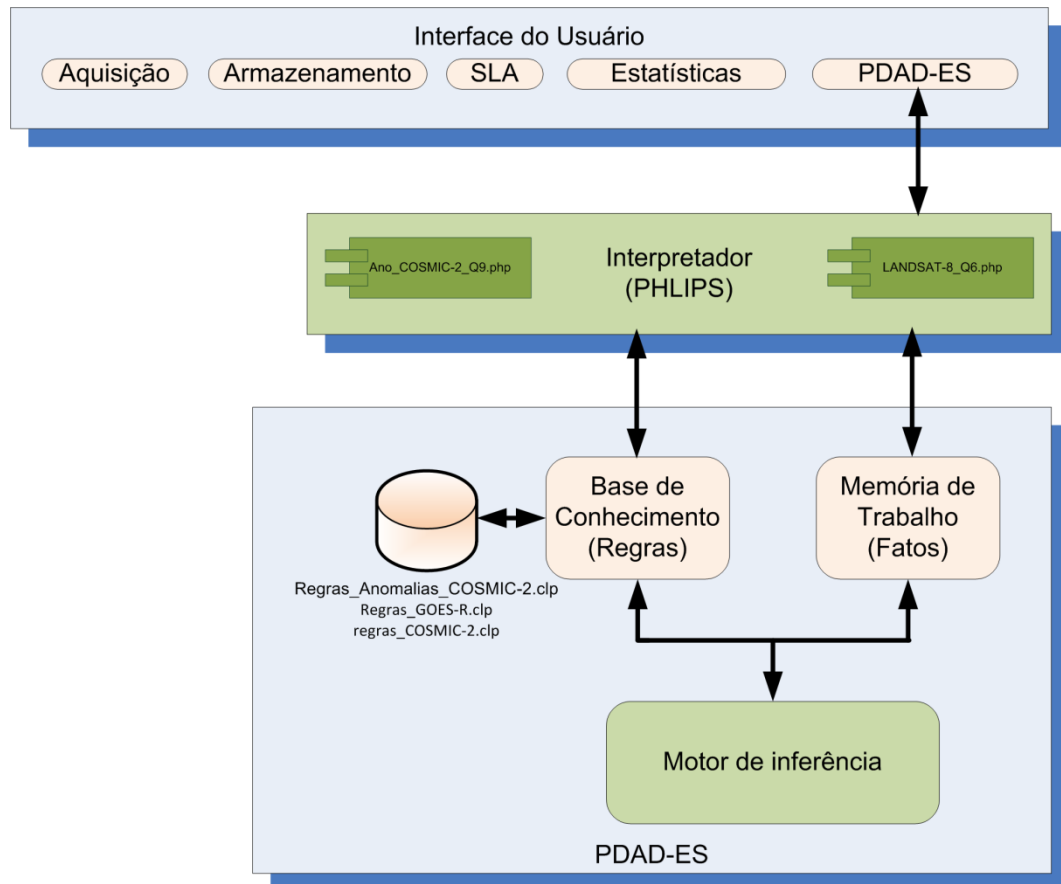 Interface do Usuário
Aquisição
Armazenamento
SLA
Estatísticas
PDAD-ES
Ano_COSMIC-2_Q9.php
Interpretador
(PHLIPS)
LANDSAT-8_Q6.php
Base de
Conhecimento
(Regras)
Memória de
Trabalho
(Fatos)
Regras_Anomalias_COSMIC-2.clp
Regras_GOES-R.clp
regras_COSMIC-2.clp
Motor de inferência
PDAD-ES